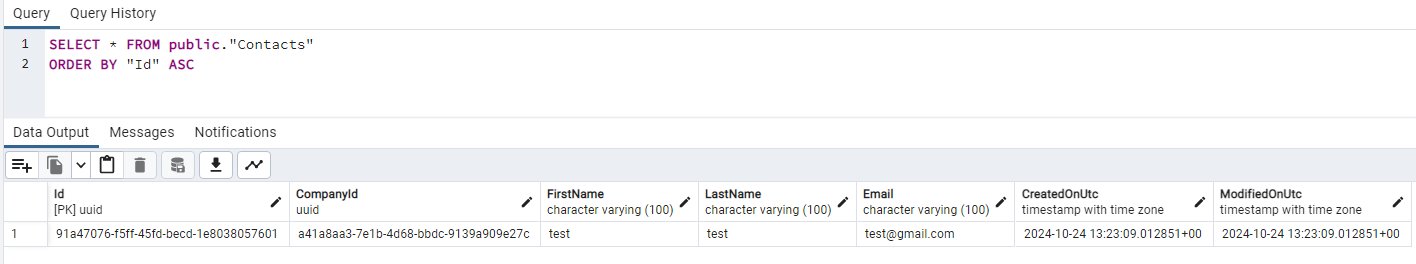 Query Query History
1 SELECT * FROM public."Contacts"
2 ORDER BY "Id" ASC
Data Output Messages Notifications
Id CompanyId FirstName LastName Email CreatedOnUtc ModifiedOnUtc
[PK] uuid uuid character varying (100) character varying (100) character varying (100) timestamp with time zone timestamp with time zone
1 91a47076-f5ff-45fd-becd-1e8038057601 a41a8aa3-7e1b-4d68-bbdc-9139a909e27c test test test@gmail.com 2024-10-24 13:23:09.012851+00 2024-10-24 13:23:09.012851+00